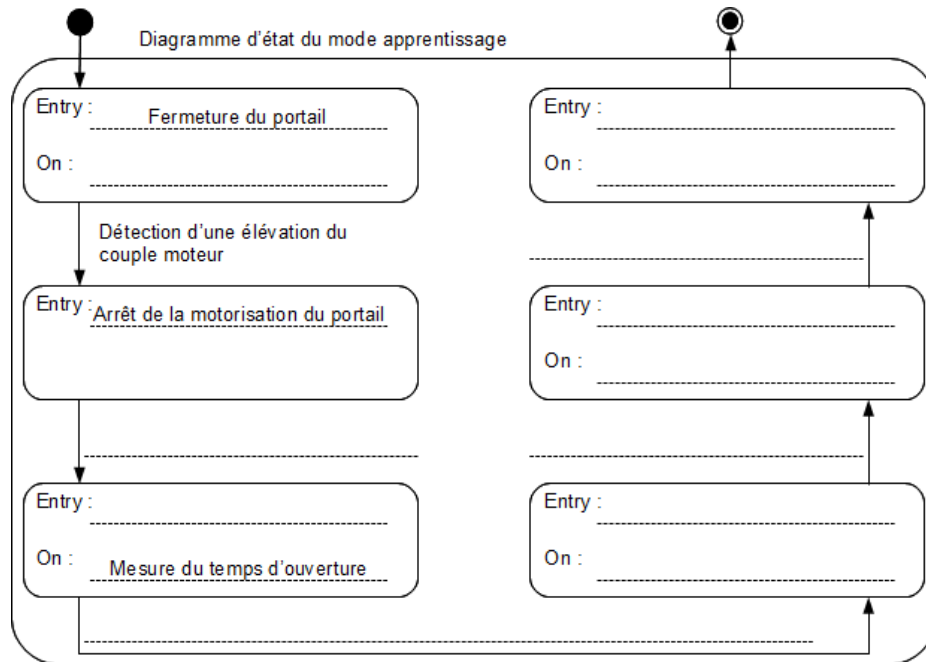 Diagramme d'état du mode apprentissage
Entry :
Fermeture du portail
On :
Détection d'une élévation du
couple moteur
Entry :
Arrêt de la motorisation du portail
Entry :
On :
Mesure du temps d'ouverture
Entry :
On :
Entry :
On :
Entry :
On :